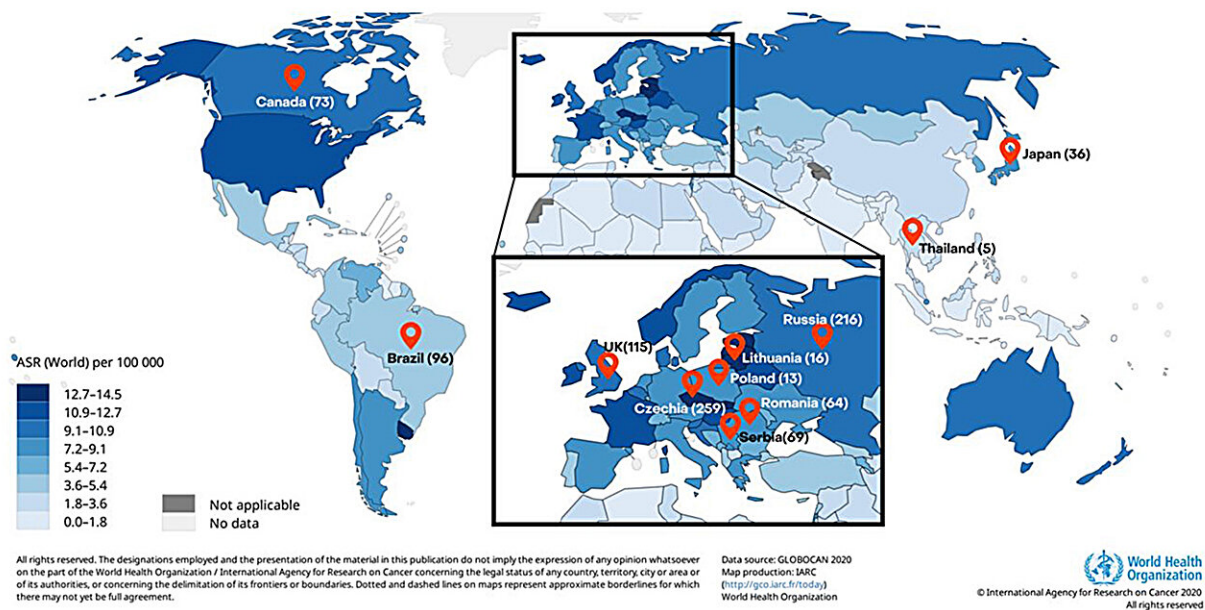 Canada (73)
Japan (36)
Thailand (5)
Brazil (96)
Russia (216)
UK(115)
Lithuania (16)
Poland (13)
Czechia (259)
Romania (64)
Serbia(69)
ASR (World) per 100 000
12.7–14.5
10.9–12.7
9.1–10.9
7.2–9.1
5.4–7.2
3.6–5.4
1.8–3.6
0.0–1.8
Not applicable
No data
All rights reserved. The designations employed and the presentation of the material in this publication do not imply the expression of any opinion whatsoever
on the part of the World Health Organization / International Agency for Research on Cancer concerning the legal status of any country, territory, city or area or
of its authorities, or concerning the delimitation of its frontiers or boundaries. Dotted and dashed lines on maps represent approximate borderlines for which
there may not yet be full agreement.
Data source: GLOBOCAN 2020
Map production: IARC
(http://gco.iarc.fr/today)
World Health Organization
World Health
Organization
© International Agency for Research on Cancer 2020
All rights reserved